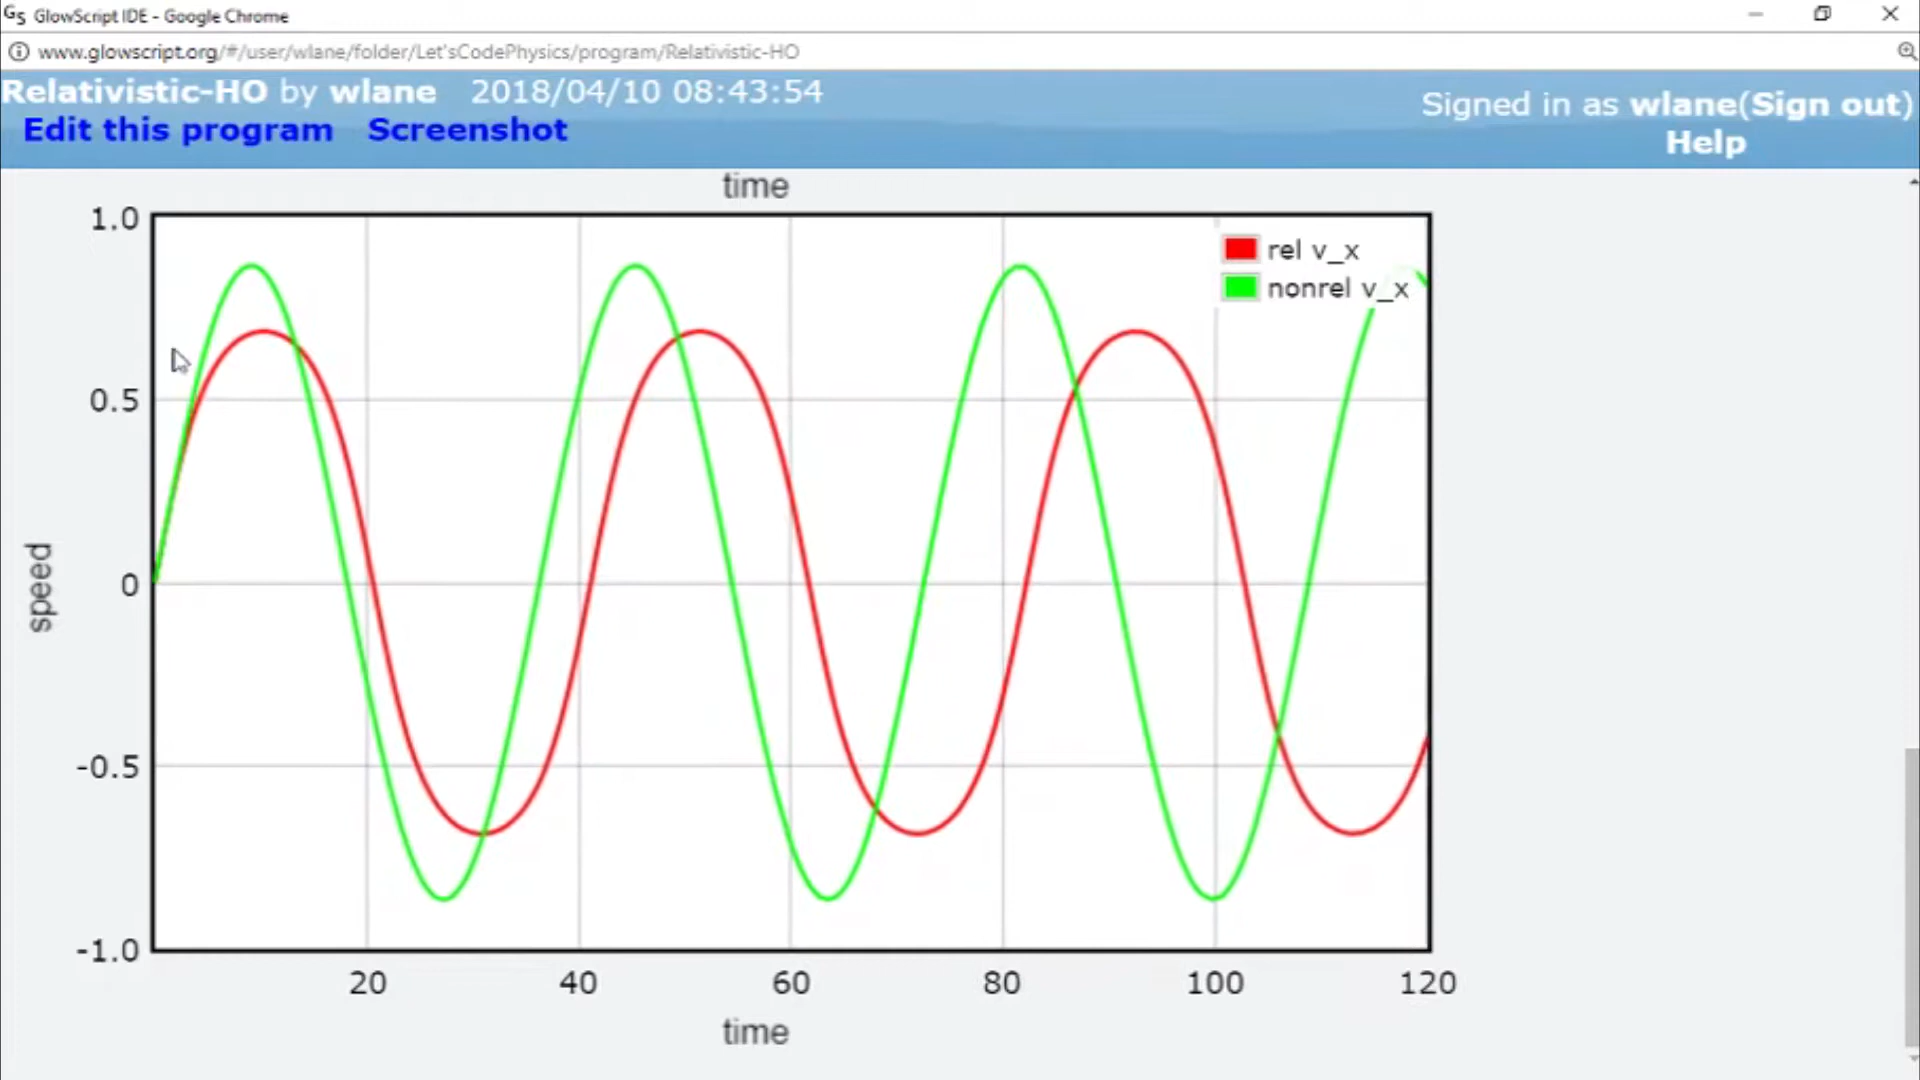 GlowScript IDE - Google Chrome
www.glowscript.org/#/user/wlane/folder/Let'sCodePhysics/program/Relativistic-HO
Relativistic-HO by wlane 2018/04/10 08:43:54
Signed in as wlane(Sign out)
Edit this program Screenshot
Help
time
1.0
rel v_x
nonrel v_x
0.5
speed
0
-0.5
-1.0
20 40 60 80 100 120
time